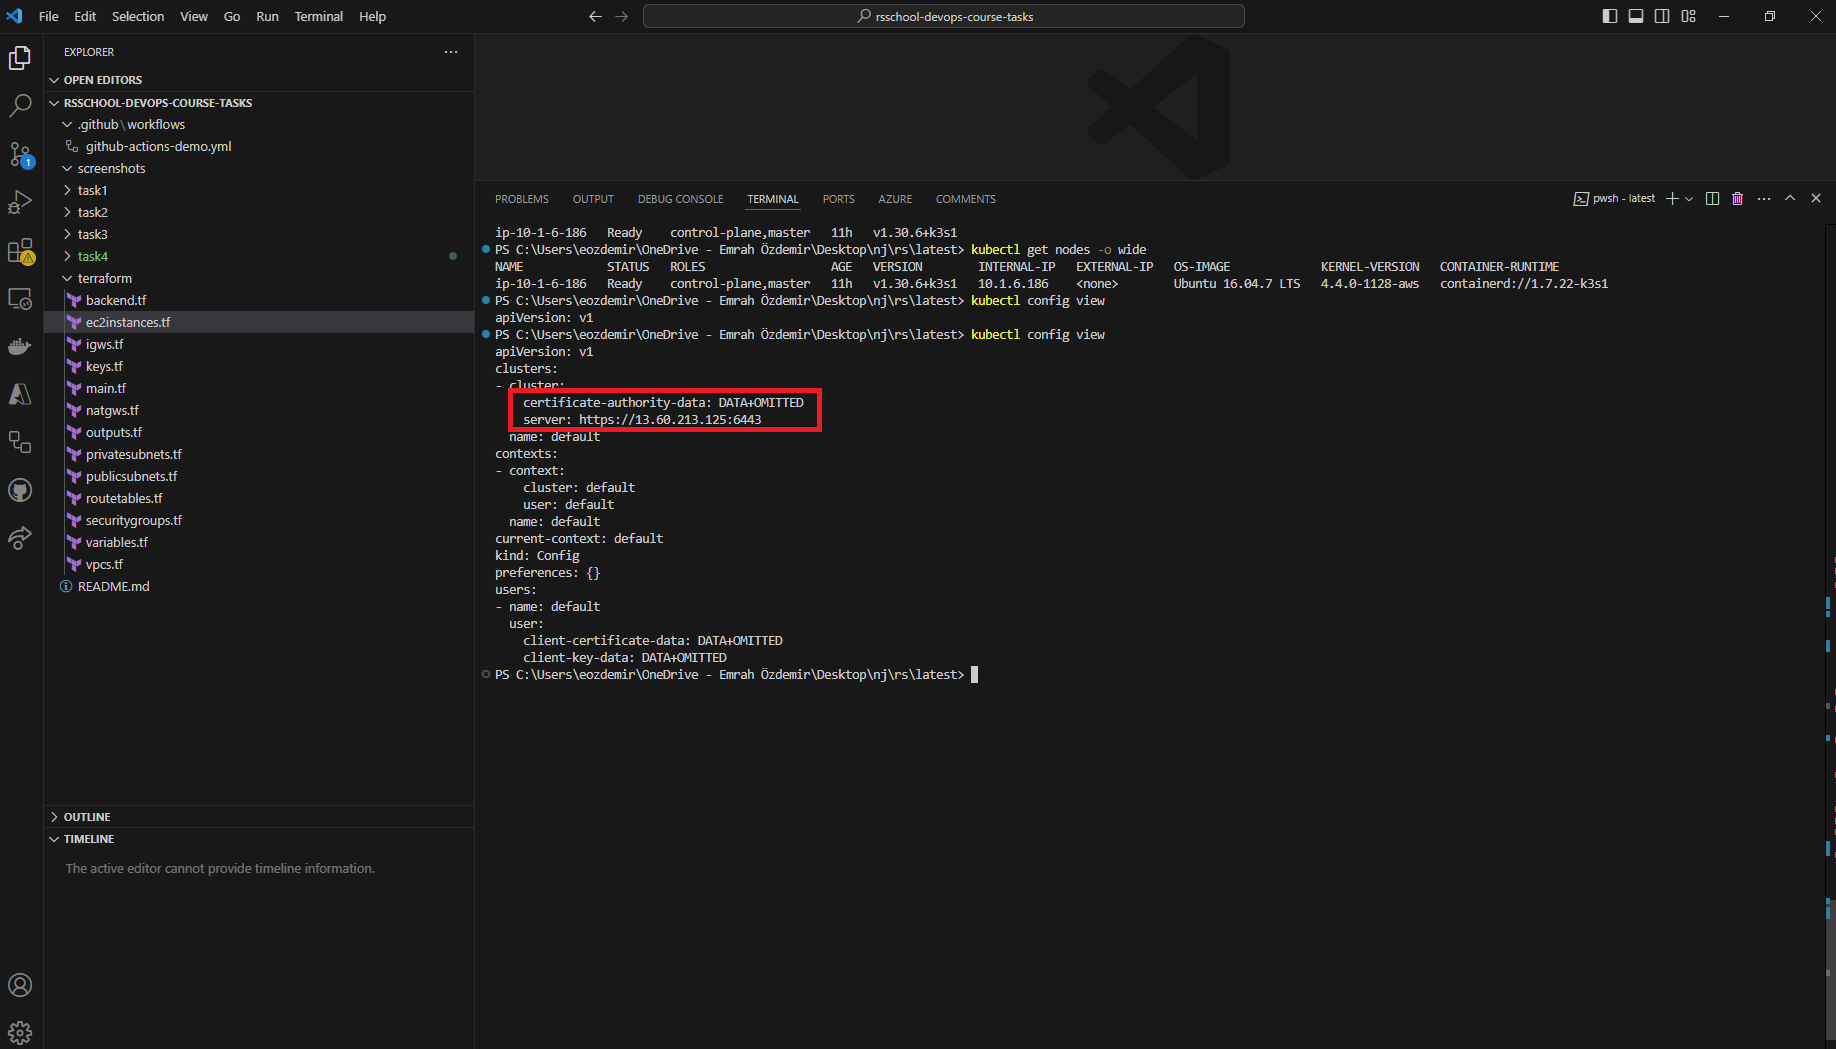 File Edit Selection View Go Run Terminal Help
rsschool-devops-course-tasks
EXPLORER
OPEN EDITORS
RSSCHOOL-DEVOPS-COURSE-TASKS
.github\workflows
github-actions-demo.yml
screenshots
task1
task2
task3
task4
terraform
backend.tf
ec2instances.tf
igws.tf
keys.tf
main.tf
natgws.tf
outputs.tf
privatesubnets.tf
publicsubnets.tf
routetables.tf
securitygroups.tf
variables.tf
vpcs.tf
README.md
OUTLINE
TIMELINE
The active editor cannot provide timeline information.
1
PROBLEMS OUTPUT DEBUG CONSOLE TERMINAL PORTS AZURE COMMENTS
pwsh - latest
ip-10-1-6-186 Ready control-plane,master 11h v1.30.6+k3s1
PS C:\Users\eozdemir\OneDrive - Emrah Özdemir\Desktop\nj\rs\latest> kubectl get nodes -o wide
NAME STATUS ROLES AGE VERSION INTERNAL-IP EXTERNAL-IP OS-IMAGE KERNEL-VERSION CONTAINER-RUNTIME
ip-10-1-6-186 Ready control-plane,master 11h v1.30.6+k3s1 10.1.6.186 <none> Ubuntu 16.04.7 LTS 4.4.0-1128-aws containerd://1.7.22-k3s1
PS C:\Users\eozdemir\OneDrive - Emrah Özdemir\Desktop\nj\rs\latest> kubectl config view
apiVersion: v1
PS C:\Users\eozdemir\OneDrive - Emrah Özdemir\Desktop\nj\rs\latest> kubectl config view
apiVersion: v1
clusters:
- cluster:
certificate-authority-data: DATA+OMITTED
server: https://13.60.213.125:6443
name: default
contexts:
- context:
cluster: default
user: default
name: default
current-context: default
kind: Config
preferences: {}
users:
- name: default
user:
client-certificate-data: DATA+OMITTED
client-key-data: DATA+OMITTED
PS C:\Users\eozdemir\OneDrive - Emrah Özdemir\Desktop\nj\rs\latest>